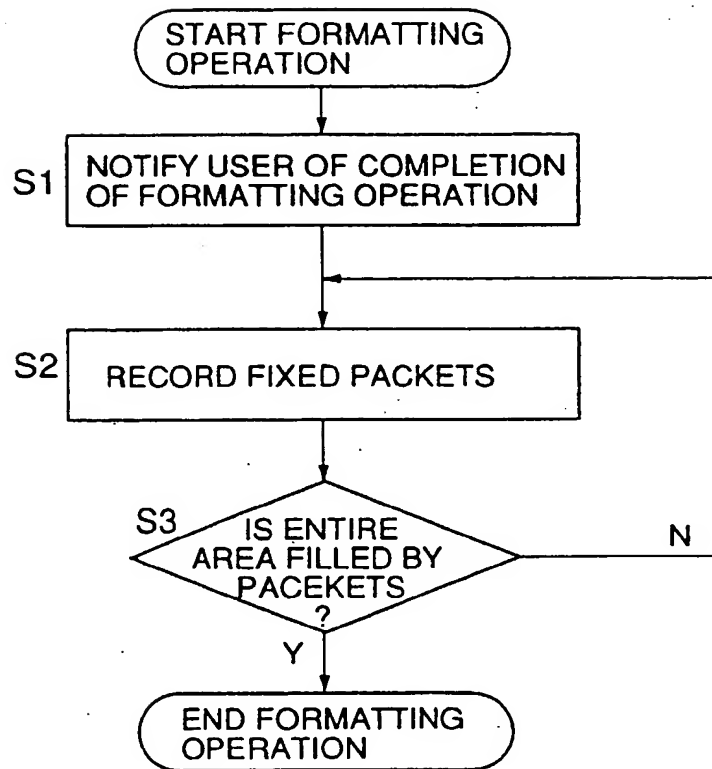 START FORMATTING
OPERATION
S1
NOTIFY USER OF COMPLETION
OF FORMATTING OPERATION
S2
RECORD FIXED PACKETS
S3
IS ENTIRE
AREA FILLED BY
PACEKETS
?
N
Y
END FORMATTING
OPERATION